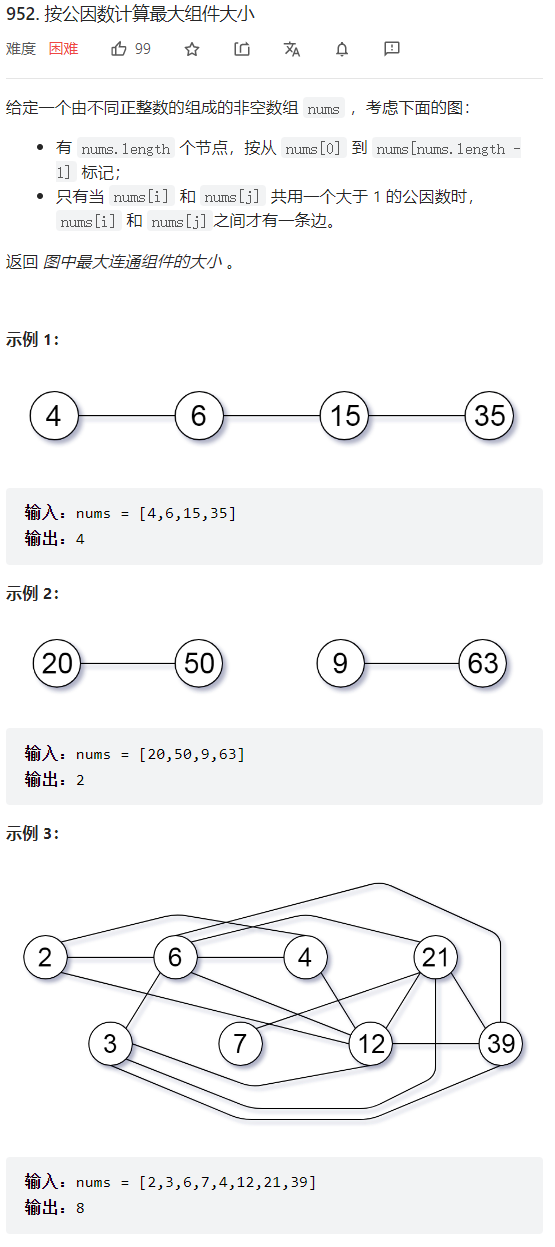 952. 按公因数计算最大组件大小
难度 困难 99
给定一个由不同正整数的组成的非空数组 nums ，考虑下面的图：
有 nums.length 个节点，按从 nums[0] 到 nums[nums.length -
1] 标记；
只有当 nums[i] 和 nums[j] 共用一个大于 1 的公因数时，
nums[i] 和 nums[j]之间才有一条边。
返回 图中最大连通组件的大小 。
示例 1：
4 6 15 35
输入：nums = [4,6,15,35]
输出：4
示例 2：
20 50 9 63
输入：nums = [20,50,9,63]
输出：2
示例 3：
2 6 4 21
3 7 12 39
输入：nums = [2,3,6,7,4,12,21,39]
输出：8